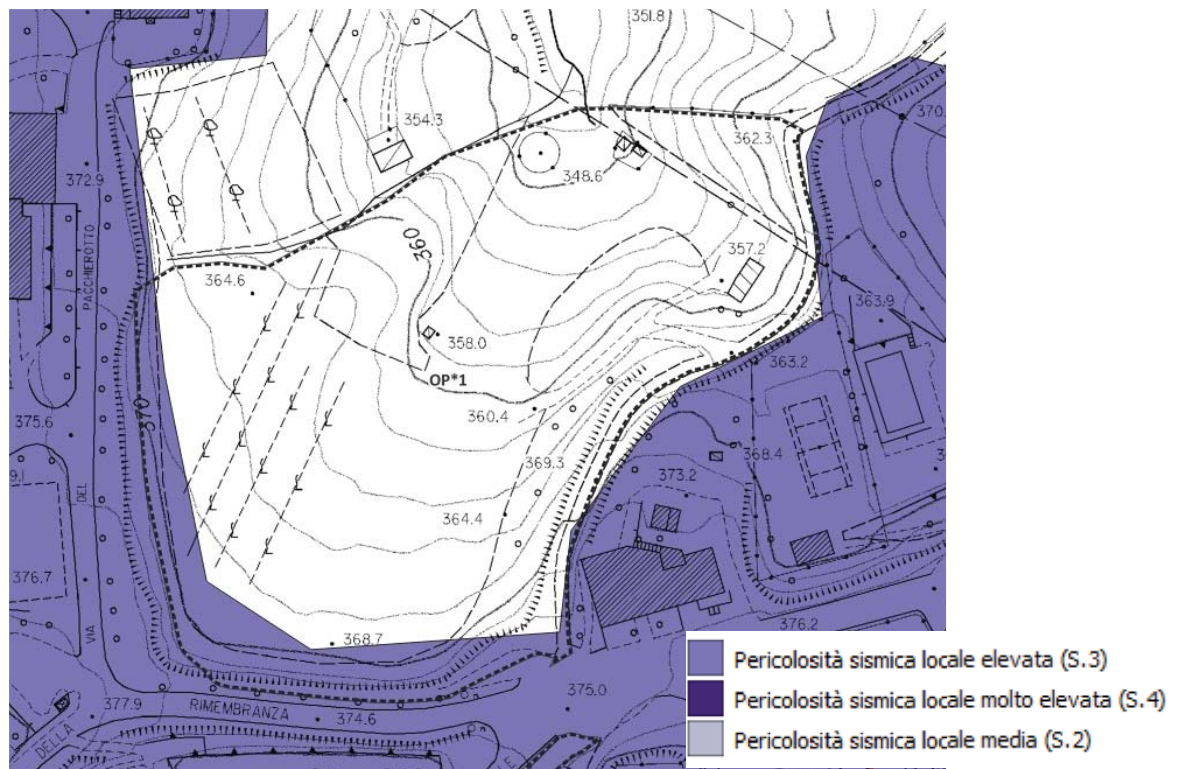 351.8
370.
354.3
362.3
372.9
348.6
PACCHIEROTTO
360
357.2
364.6
363.9
358.0
363.2
OP*1
370
360.4
375.6
368.4
369.3
373.2
9.1
DEL
364.4
376.7
376.2
VIA
368.7
Pericolosità sismica locale elevata (S.3)
375.0
377.9
RIMEMBRANZA
374.6
Pericolosità sismica locale molto elevata (S.4)
DELLA
Pericolosità sismica locale media (S.2)